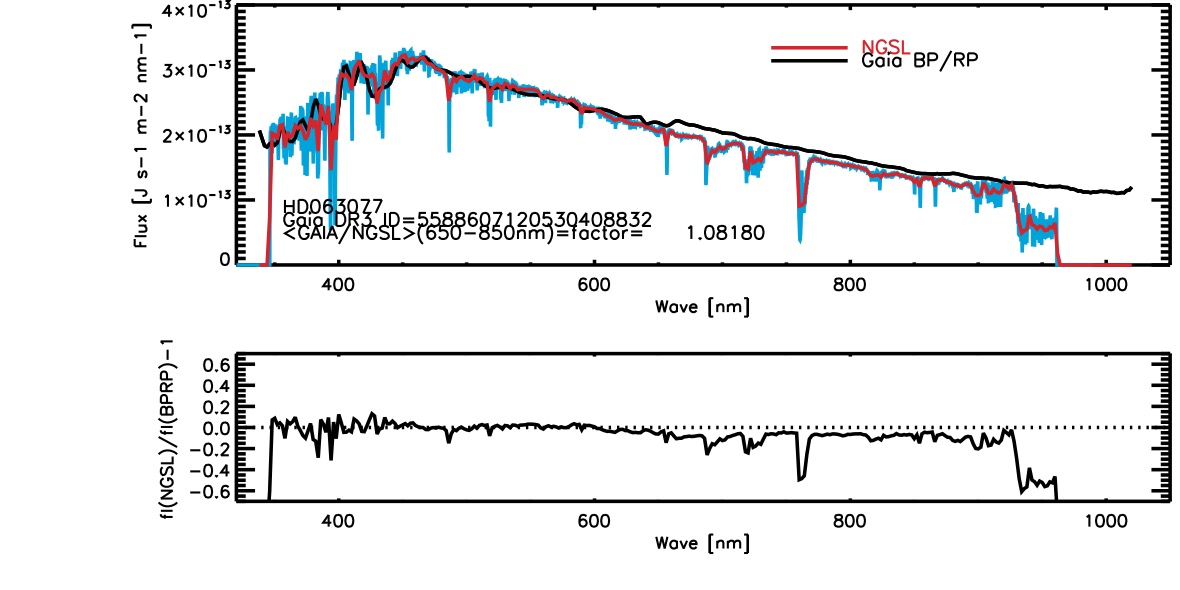 4×10−13
3×10−13
2×10−13
1×10−13
0
Flux [J s−1 m−2 nm−1]
NGSL
Gaia BP/RP
HD063077
Gaia DR3 ID=5588607120530408832
<GAIA/NGSL>(650−850nm)=factor= 1.08180
400 600 800 1000
Wave [nm]
fl(NGSL)/fl(BPRP)−1
0.6
0.4
0.2
0.0
−0.2
−0.4
−0.6
400 600 800 1000
Wave [nm]